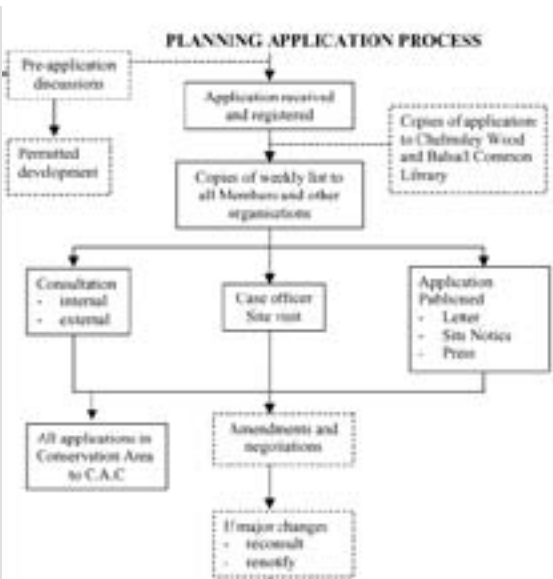 PLANNING APPLICATION PROCESS
Pre-application
discussions
Application received
and registered
Permitted
development
Copies of applications
to Chelmsley Wood
and Balsall Common
Library
Copies of weekly list to
all Members and other
organisations
Consultation
- internal
- external
Case officer
Site visit
Application
Publicised
- Letter
- Site Notice
- Press
All applications in
Conservation Area
to C.A.C
Amendments and
negotiations
If major changes
- reconsult
- renotify